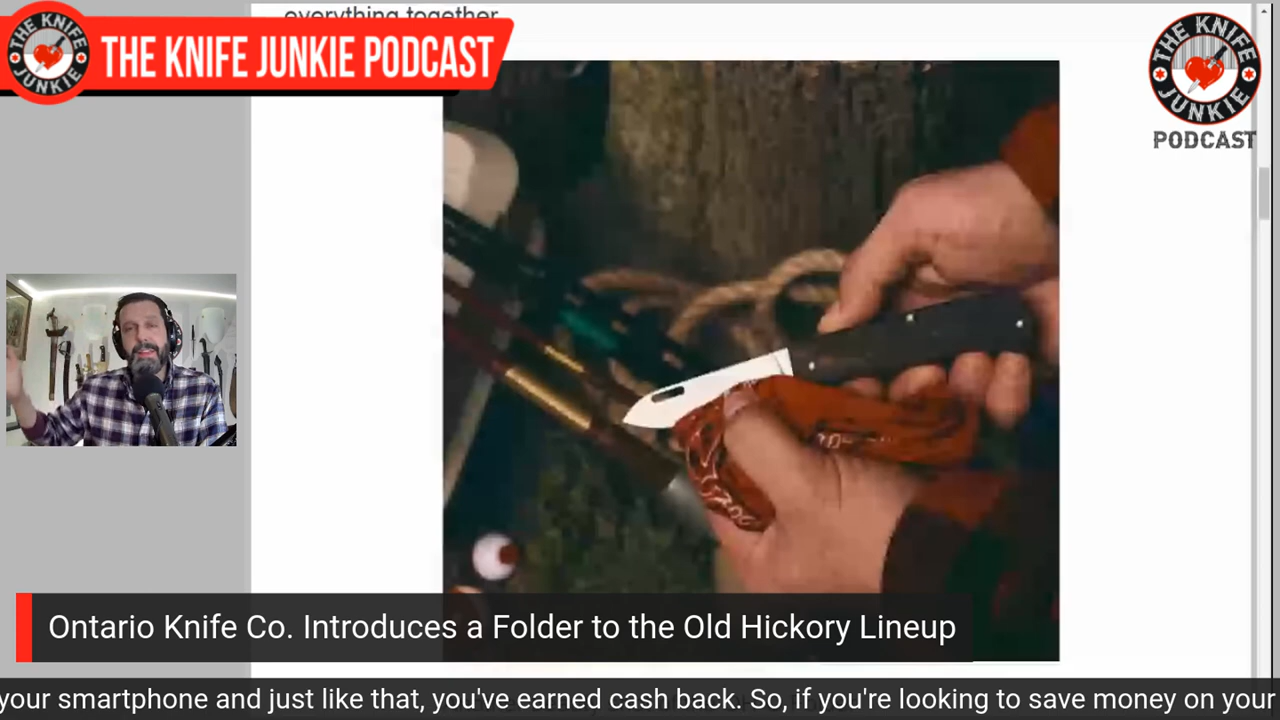 everything together
THE KNIFE JUNKIE
THE KNIFE JUNKIE PODCAST
THE KNIFE JUNKIE
PODCAST
Ontario Knife Co. Introduces a Folder to the Old Hickory Lineup
your smartphone and just like that, you've earned cash back. So, if you're looking to save money on your